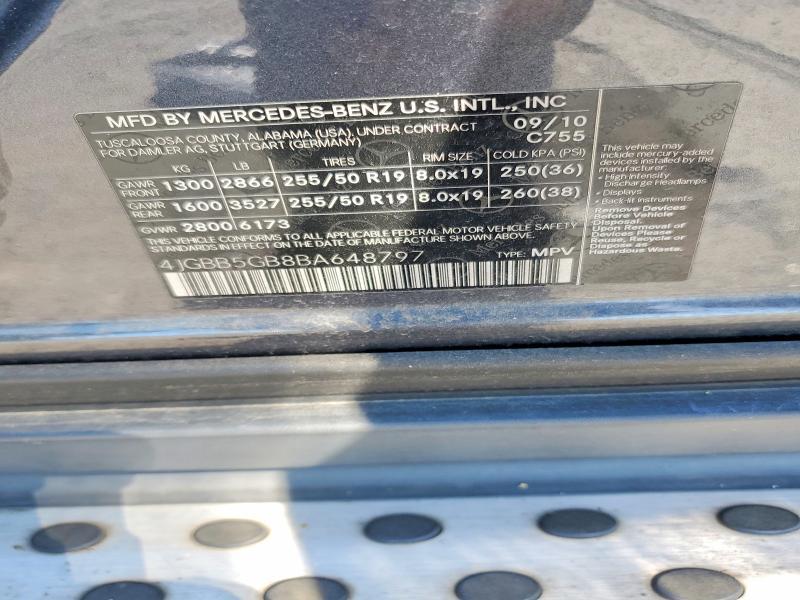 MFD BY MERCEDES-BENZ U.S. INTL., INC
TUSCALOOSA COUNTY, ALABAMA (USA), UNDER CONTRACT 09/10
FOR DAIMLER AG, STUTTGART (GERMANY) C755
KG LB TIRES RIM SIZE COLD KPA (PSI)
GAWR FRONT 1300 2866 255/50 R19 8.0x19 250(36)
GAWR REAR 1600 3527 255/50 R19 8.0x19 260(38)
GVWR 2800 6173
THIS VEHICLE CONFORMS TO ALL APPLICABLE FEDERAL MOTOR VEHICLE SAFETY
STANDARDS IN EFFECT ON THE DATE OF MANUFACTURE SHOWN ABOVE.
4JGBB5GB8BA648797 TYPE: MPV
This vehicle may
include mercury-added
devices installed by the
manufacturer:
• High Intensity
Discharge Headlamps
• Displays
• Back-lit Instruments
Remove Devices
Before Vehicle
Disposal.
Upon Removal of
Devices Please
Reuse, Recycle or
Dispose as
Hazardous Waste.